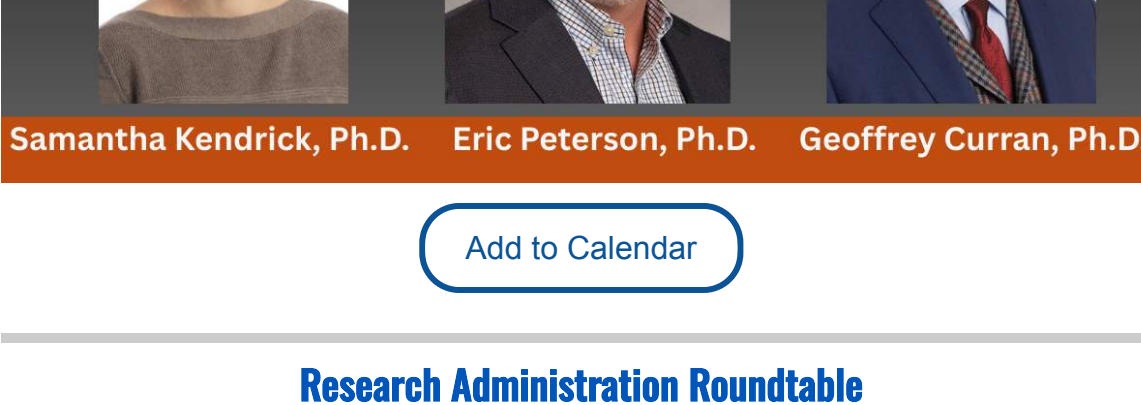 Samantha Kendrick, Ph.D. Eric Peterson, Ph.D. Geoffrey Curran, Ph.D
Add to Calendar
Research Administration Roundtable